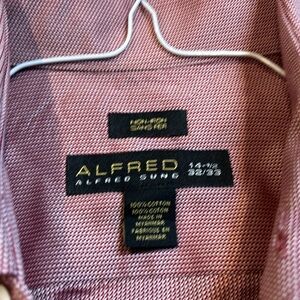 NON-IRON
SANS FER
ALFRED
ALFRED SUNG
14-1/2
32/33
100% COTTON
100% COTON
MADE IN
MYANMAR
FABRIQUE EN
MYANMAR